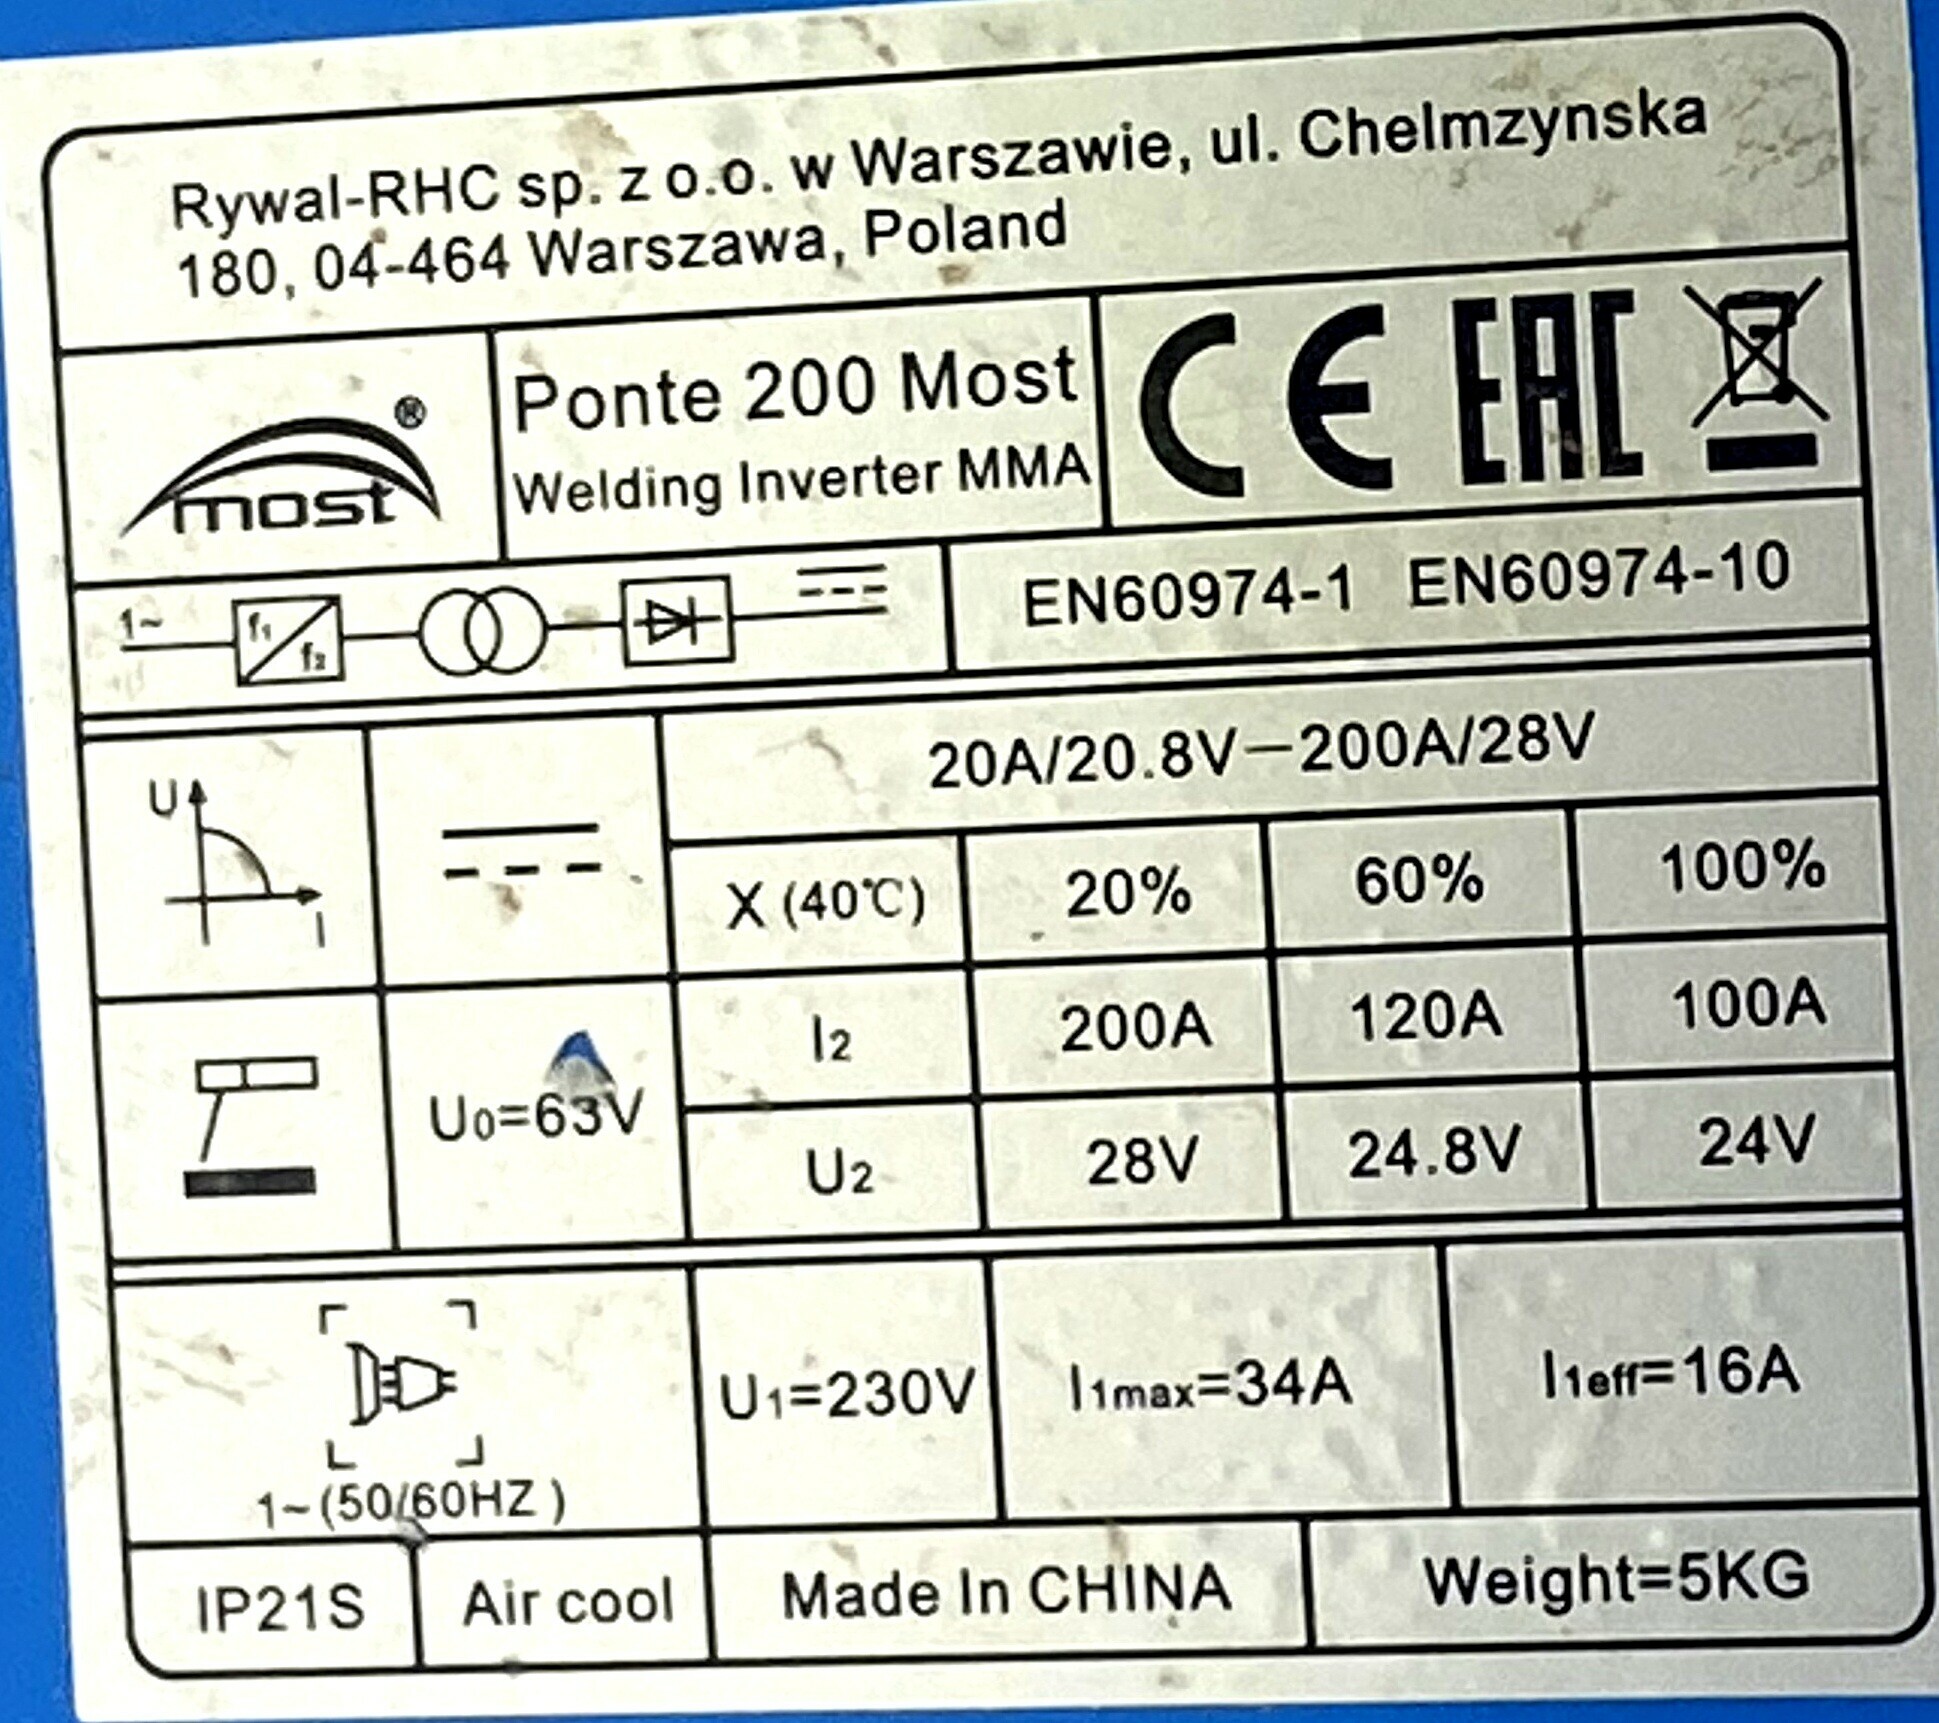 Rywal-RHC sp. z o.o. w Warszawie, ul. Chelmzynska
180, 04-464 Warszawa, Poland
most®
Ponte 200 Most
Welding Inverter MMA
CE EAC
1~ f1 f2
EN60974-1 EN60974-10
U
I
20A/20.8V－200A/28V
X (40℃) 20% 60% 100%
I2 200A 120A 100A
U0=63V
U2 28V 24.8V 24V
1~(50/60HZ)
U1=230V
I1max=34A
I1eff=16A
IP21S
Air cool
Made In CHINA
Weight=5KG